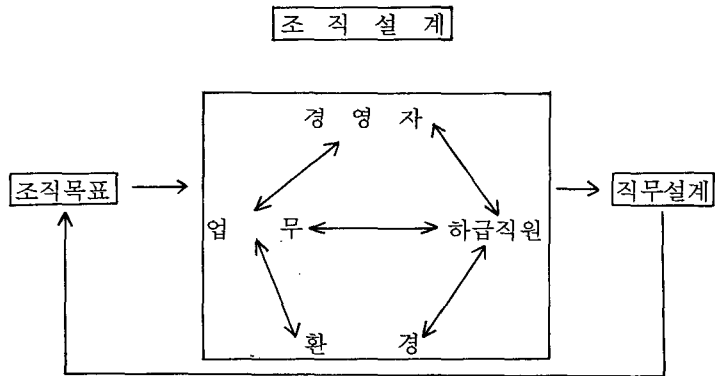 조 직 설 계
경 영 자
조직목표
직무설계
업 무
하급직원
환 경